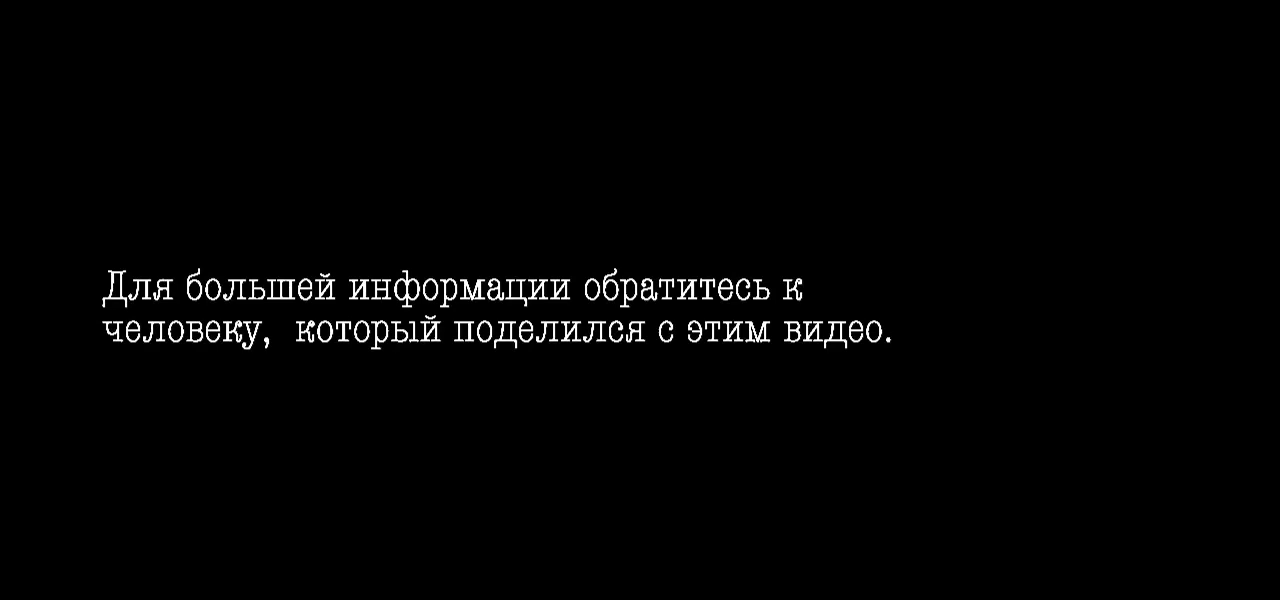 Для большей информации обратитесь к
человеку,  который поделился с этим видео.